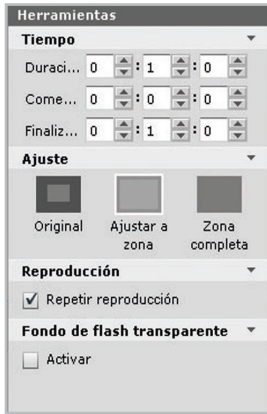 Herramientas
Tiempo
Duraci... 0 : 1 : 0
Come... 0 : 0 : 0
Finaliz... 0 : 1 : 0
Ajuste
Original Ajustar a zona Zona completa
Reproducción
Repetir reproducción
Fondo de flash transparente
Activar